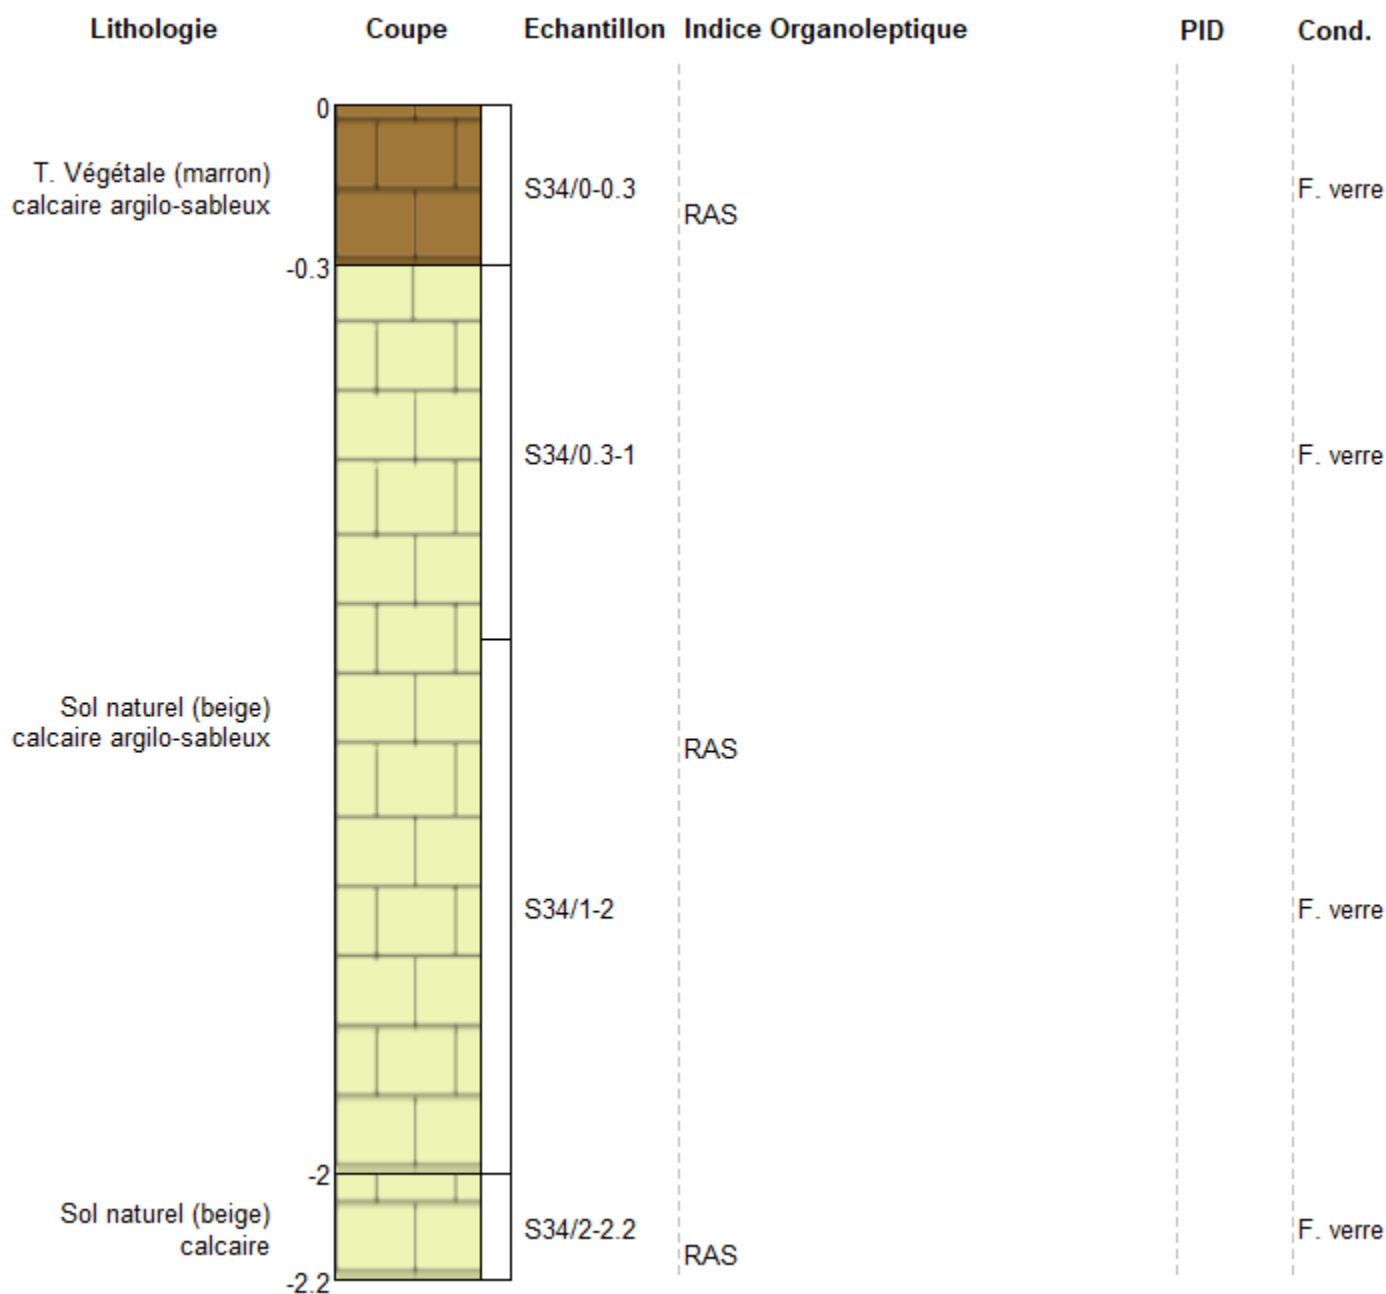 Lithologie Coupe Echantillon Indice Organoleptique PID Cond.
0
T. Végétale (marron)
calcaire argilo-sableux
S34/0-0.3
RAS
F. verre
-0.3
S34/0.3-1
F. verre
Sol naturel (beige)
calcaire argilo-sableux
RAS
S34/1-2
F. verre
-2
Sol naturel (beige)
calcaire
S34/2-2.2
RAS
F. verre
-2.2